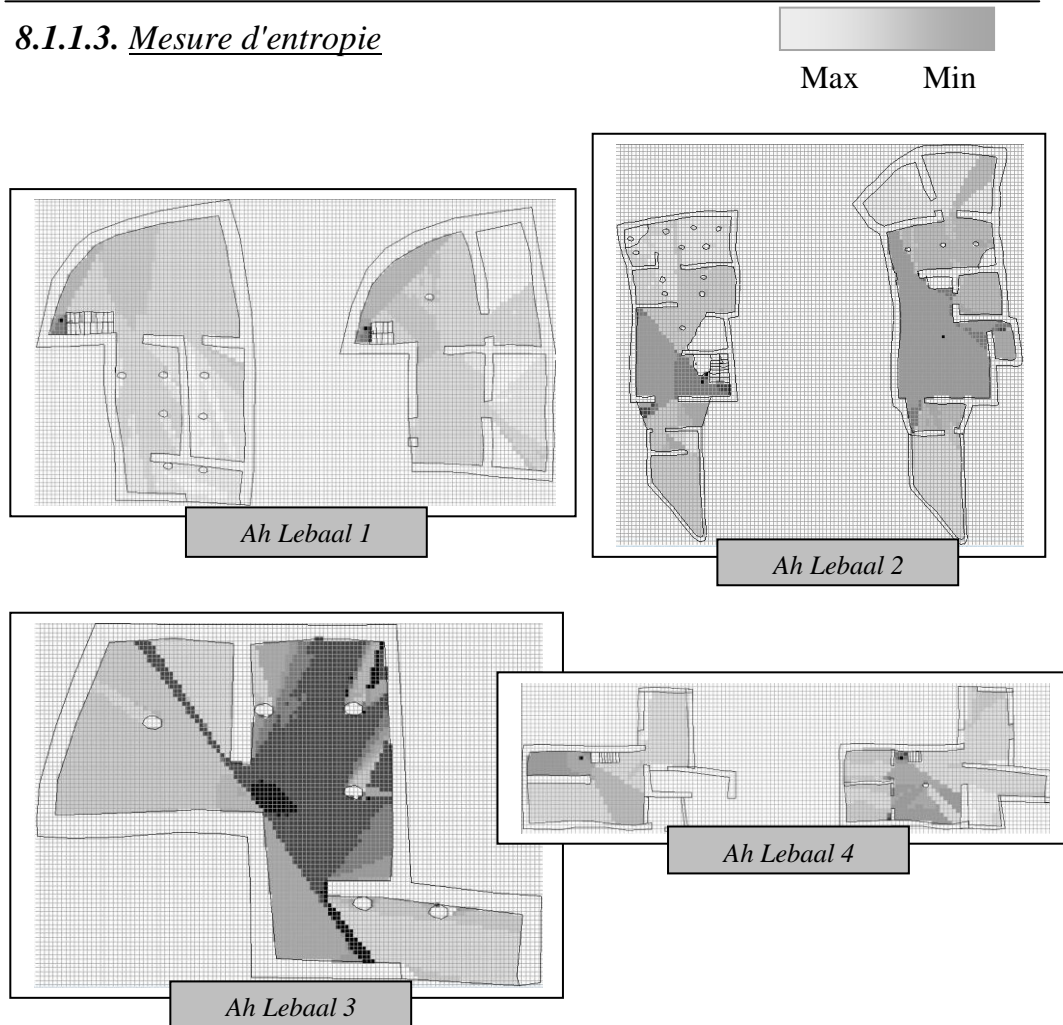 8.1.1.3. Mesure d'entropie
Max Min
Ah Lebaal 1
Ah Lebaal 2
Ah Lebaal 3
Ah Lebaal 4